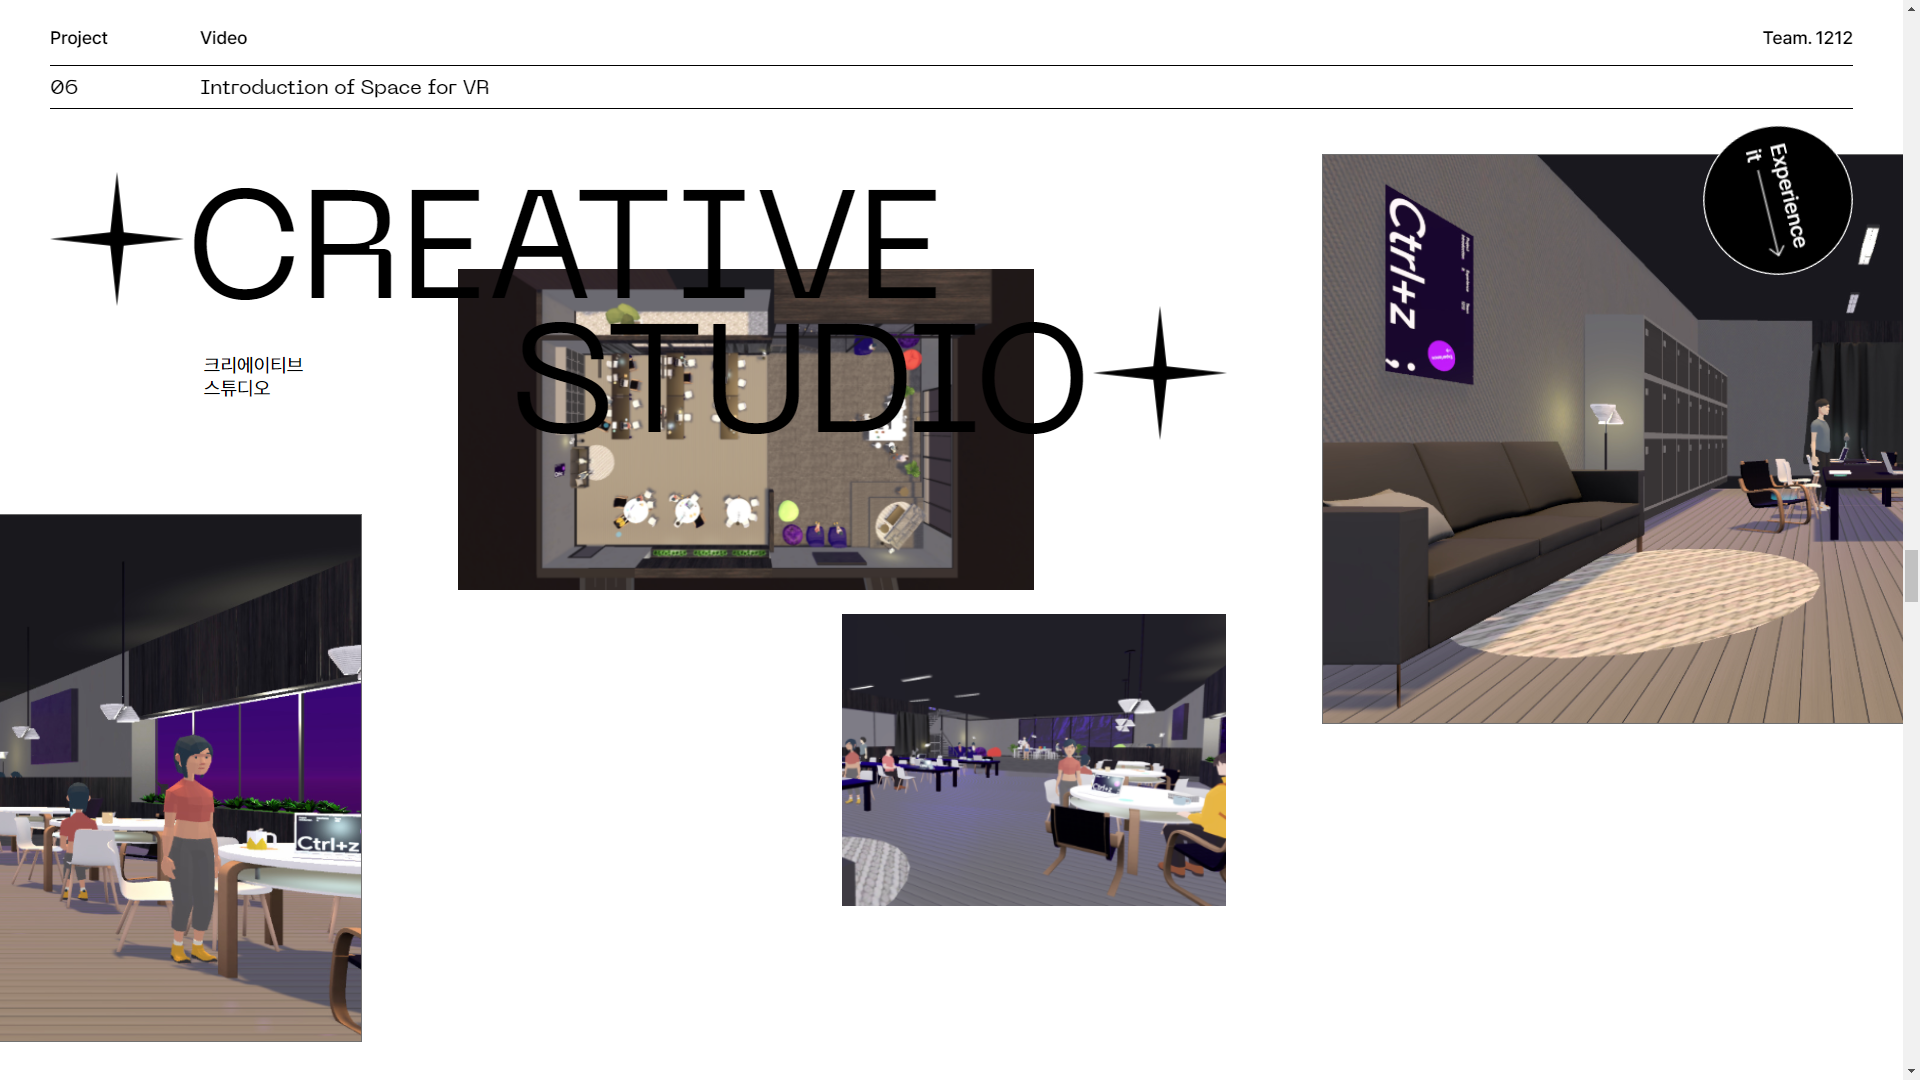 Project
Video
Team. 1212
06
Introduction of Space for VR
CREATIVE
STUDIO
크리에이티브
스튜디오
Experience
it
Ctrl+z ;
Ctrl+z
Ctrl+z